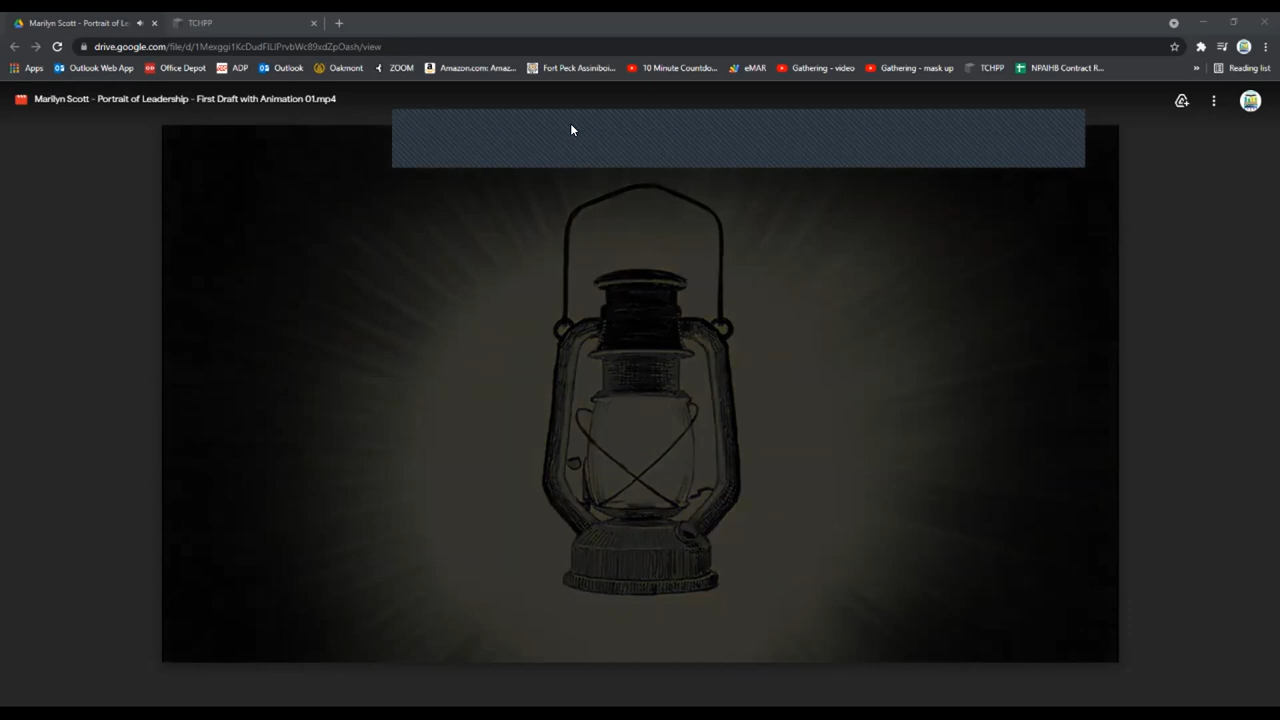 Marilyn Scott - Portrait of Le
TCHPP
drive.google.com/file/d/1Mexggi1KcDudFlLlPrvbWc89xdZpOash/view
Apps Outlook Web App Office Depot ADP Outlook Oakmont ZOOM Amazon.com: Amaz... Fort Peck Assiniboi... 10 Minute Countdo... eMAR Gathering - video Gathering - mask up TCHPP NPAIHB Contract R... » Reading list
Marilyn Scott - Portrait of Leadership - First Draft with Animation 01.mp4